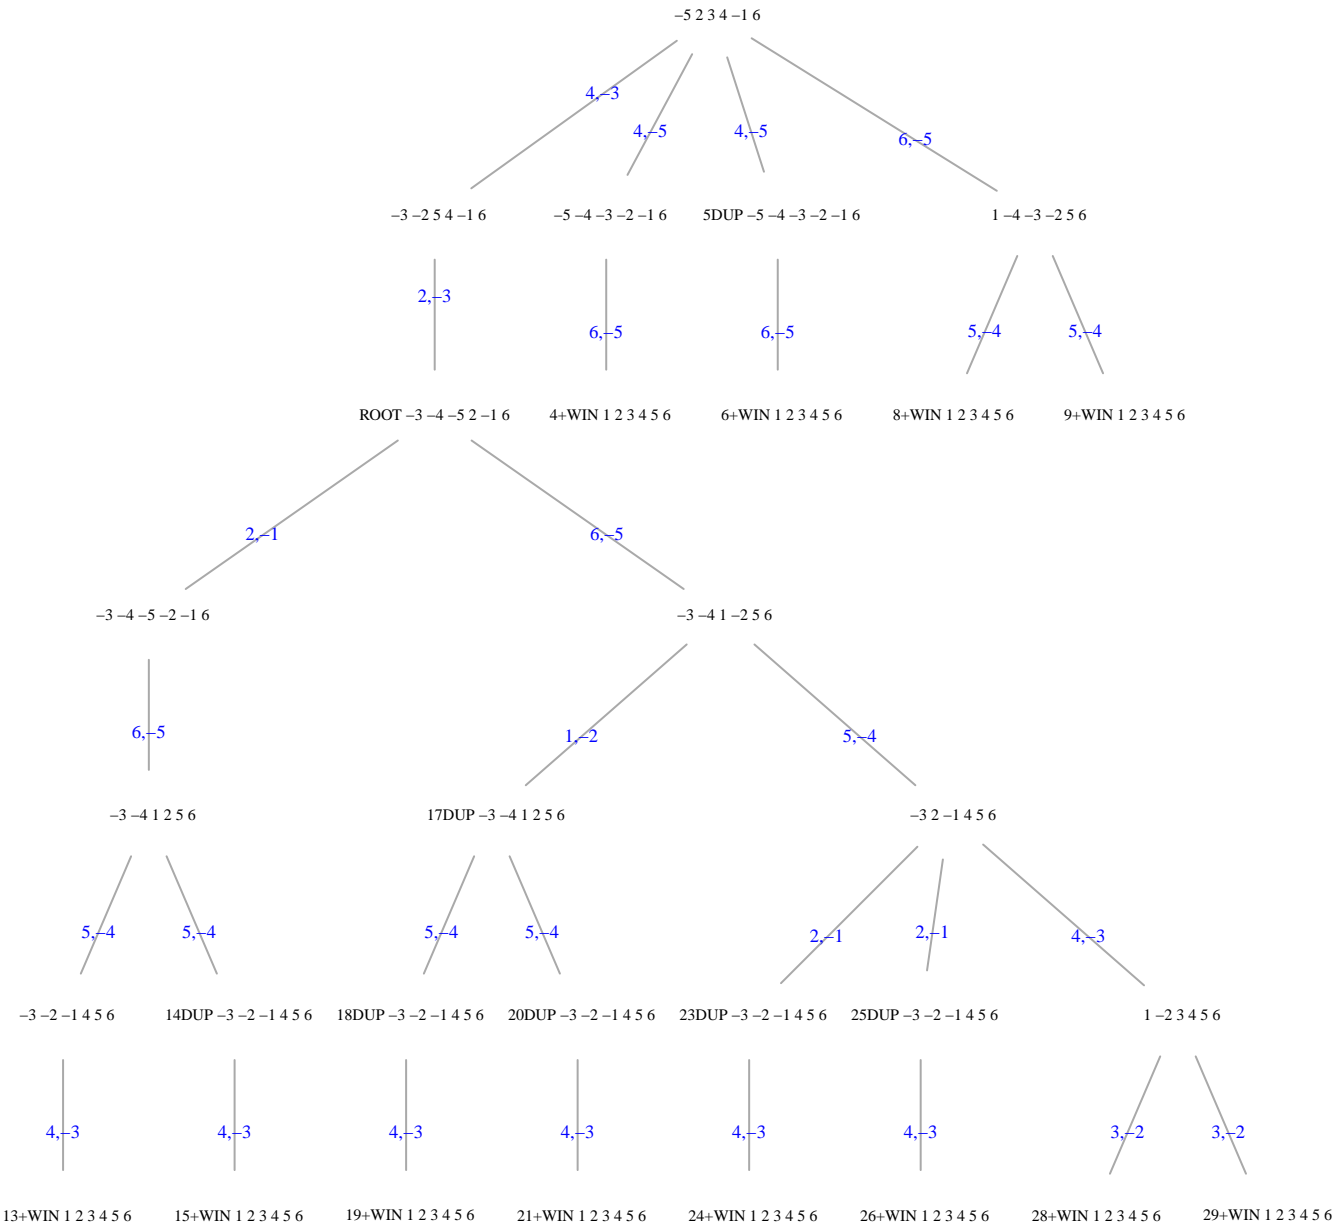 −5 2 3 4 −1 6
4,−3
4,−5
4,−5
6,−5
−3 −2 5 4 −1 6
−5 −4 −3 −2 −1 6
5DUP −5 −4 −3 −2 −1 6
1 −4 −3 −2 5 6
2,−3
6,−5
6,−5
5,−4
5,−4
ROOT −3 −4 −5 2 −1 6
4+WIN 1 2 3 4 5 6
6+WIN 1 2 3 4 5 6
8+WIN 1 2 3 4 5 6
9+WIN 1 2 3 4 5 6
2,−1
6,−5
−3 −4 −5 −2 −1 6
−3 −4 1 −2 5 6
6,−5
1,−2
5,−4
−3 −4 1 2 5 6
17DUP −3 −4 1 2 5 6
−3 2 −1 4 5 6
5,−4
5,−4
5,−4
5,−4
2,−1
2,−1
4,−3
−3 −2 −1 4 5 6
14DUP −3 −2 −1 4 5 6
18DUP −3 −2 −1 4 5 6
20DUP −3 −2 −1 4 5 6
23DUP −3 −2 −1 4 5 6
25DUP −3 −2 −1 4 5 6
1 −2 3 4 5 6
4,−3
4,−3
4,−3
4,−3
4,−3
4,−3
3,−2
3,−2
13+WIN 1 2 3 4 5 6
15+WIN 1 2 3 4 5 6
19+WIN 1 2 3 4 5 6
21+WIN 1 2 3 4 5 6
24+WIN 1 2 3 4 5 6
26+WIN 1 2 3 4 5 6
28+WIN 1 2 3 4 5 6
29+WIN 1 2 3 4 5 6